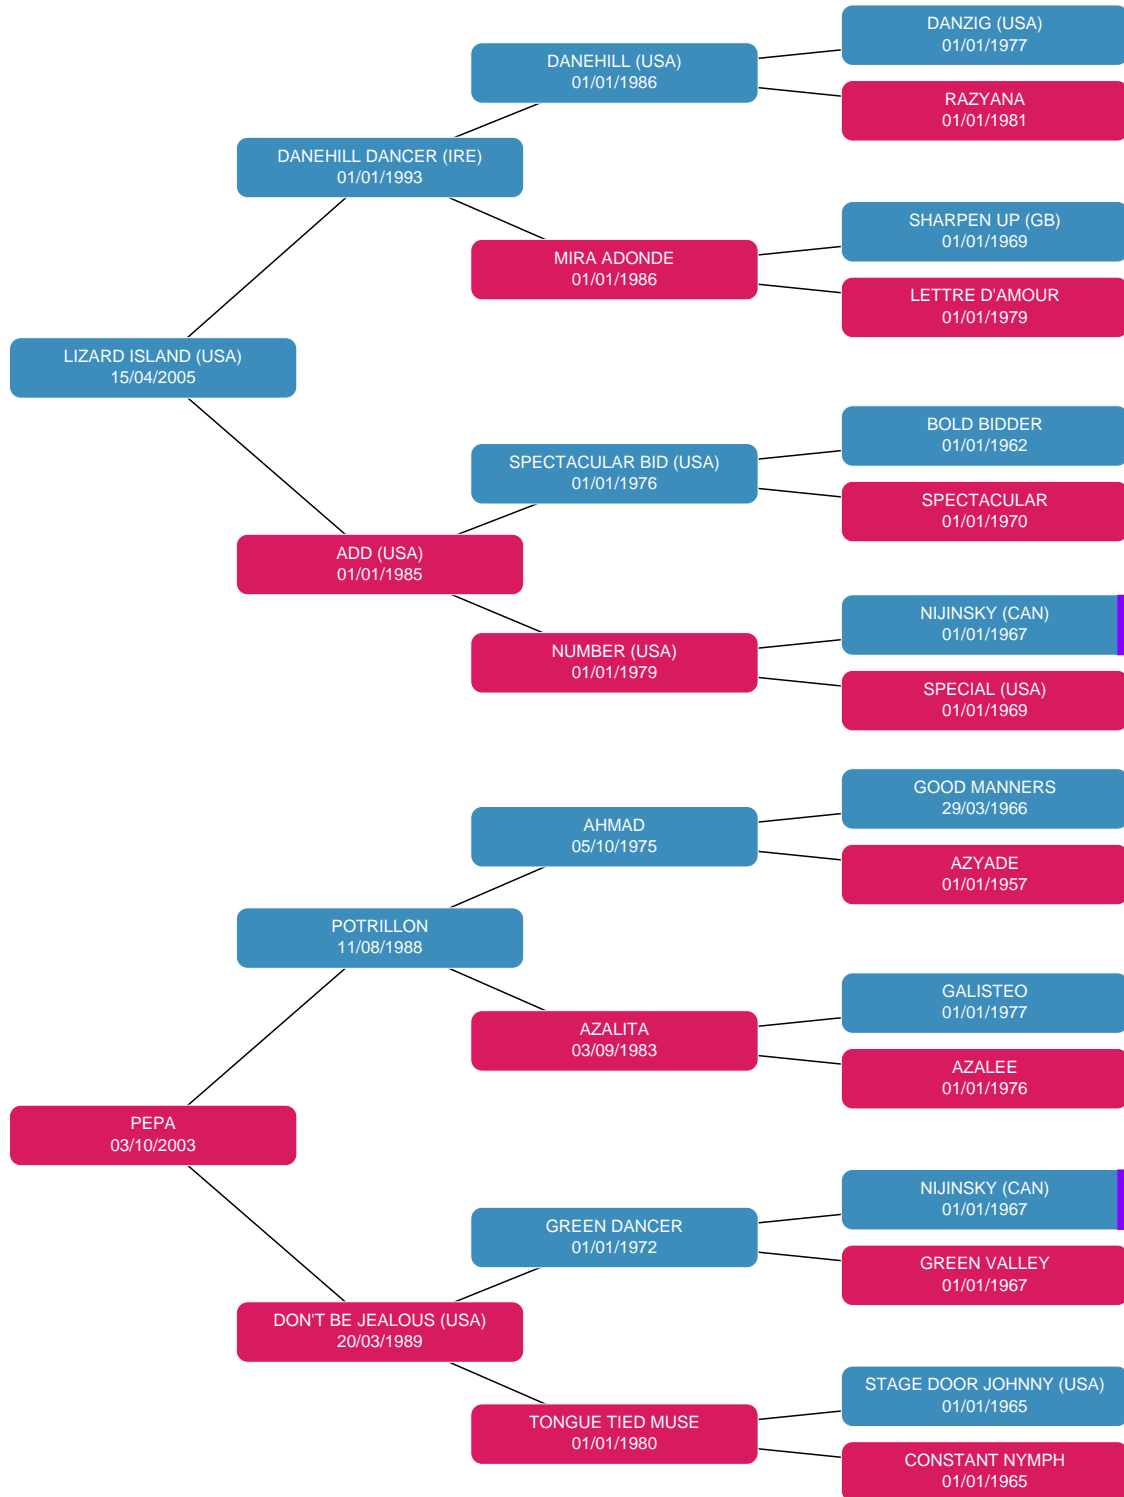 DANZIG (USA)
01/01/1977
DANEHILL (USA)
01/01/1986
RAZYANA
01/01/1981
DANEHILL DANCER (IRE)
01/01/1993
SHARPEN UP (GB)
01/01/1969
MIRA ADONDE
01/01/1986
LETTRE D'AMOUR
01/01/1979
LIZARD ISLAND (USA)
15/04/2005
BOLD BIDDER
01/01/1962
SPECTACULAR BID (USA)
01/01/1976
SPECTACULAR
01/01/1970
ADD (USA)
01/01/1985
NIJINSKY (CAN)
01/01/1967
NUMBER (USA)
01/01/1979
SPECIAL (USA)
01/01/1969
GOOD MANNERS
29/03/1966
AHMAD
05/10/1975
AZYADE
01/01/1957
POTRILLON
11/08/1988
GALISTEO
01/01/1977
AZALITA
03/09/1983
AZALEE
01/01/1976
PEPA
03/10/2003
NIJINSKY (CAN)
01/01/1967
GREEN DANCER
01/01/1972
GREEN VALLEY
01/01/1967
DON'T BE JEALOUS (USA)
20/03/1989
STAGE DOOR JOHNNY (USA)
01/01/1965
TONGUE TIED MUSE
01/01/1980
CONSTANT NYMPH
01/01/1965